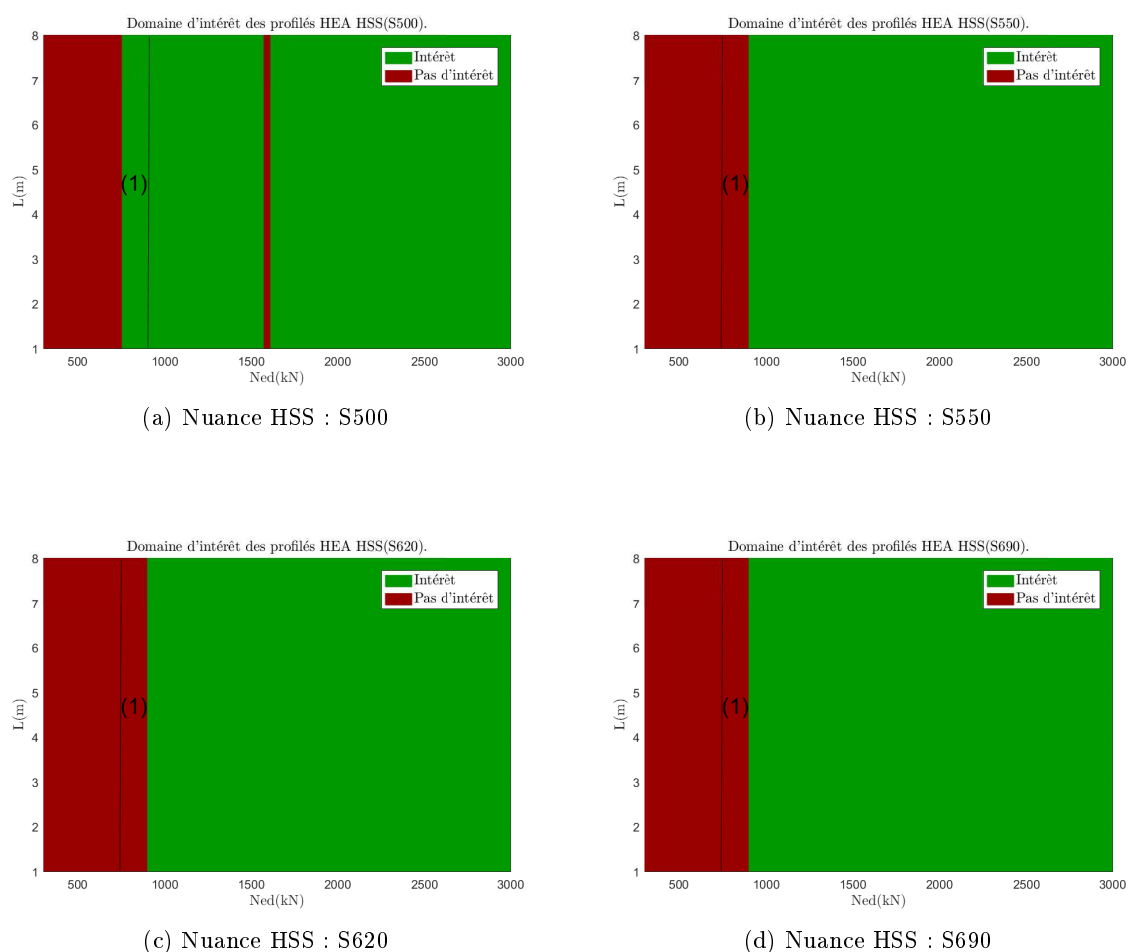 Domaine d'intérêt des profilés HEA HSS(S500).
8
7
6
5
4
3
2
1
L(m)
Intérèt
Pas d'intérêt
(1)
500 1000 1500 2000 2500 3000
Ned(kN)
(a) Nuance HSS : S500
Domaine d'intérêt des profilés HEA HSS(S550).
8
7
6
5
4
3
2
1
L(m)
Intérèt
Pas d'intérêt
(1)
500 1000 1500 2000 2500 3000
Ned(kN)
(b) Nuance HSS : S550
Domaine d'intérêt des profilés HEA HSS(S620).
8
7
6
5
4
3
2
1
L(m)
Intérèt
Pas d'intérêt
(1)
500 1000 1500 2000 2500 3000
Ned(kN)
(c) Nuance HSS : S620
Domaine d'intérêt des profilés HEA HSS(S690).
8
7
6
5
4
3
2
1
L(m)
Intérèt
Pas d'intérêt
(1)
500 1000 1500 2000 2500 3000
Ned(kN)
(d) Nuance HSS : S690